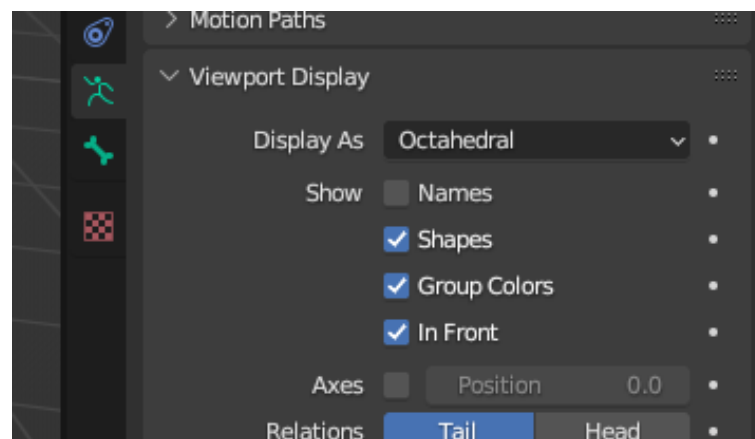 Motion Paths
Viewport Display
Display As Octahedral
Show Names
Shapes
Group Colors
In Front
Axes Position 0.0
Relations Tail Head